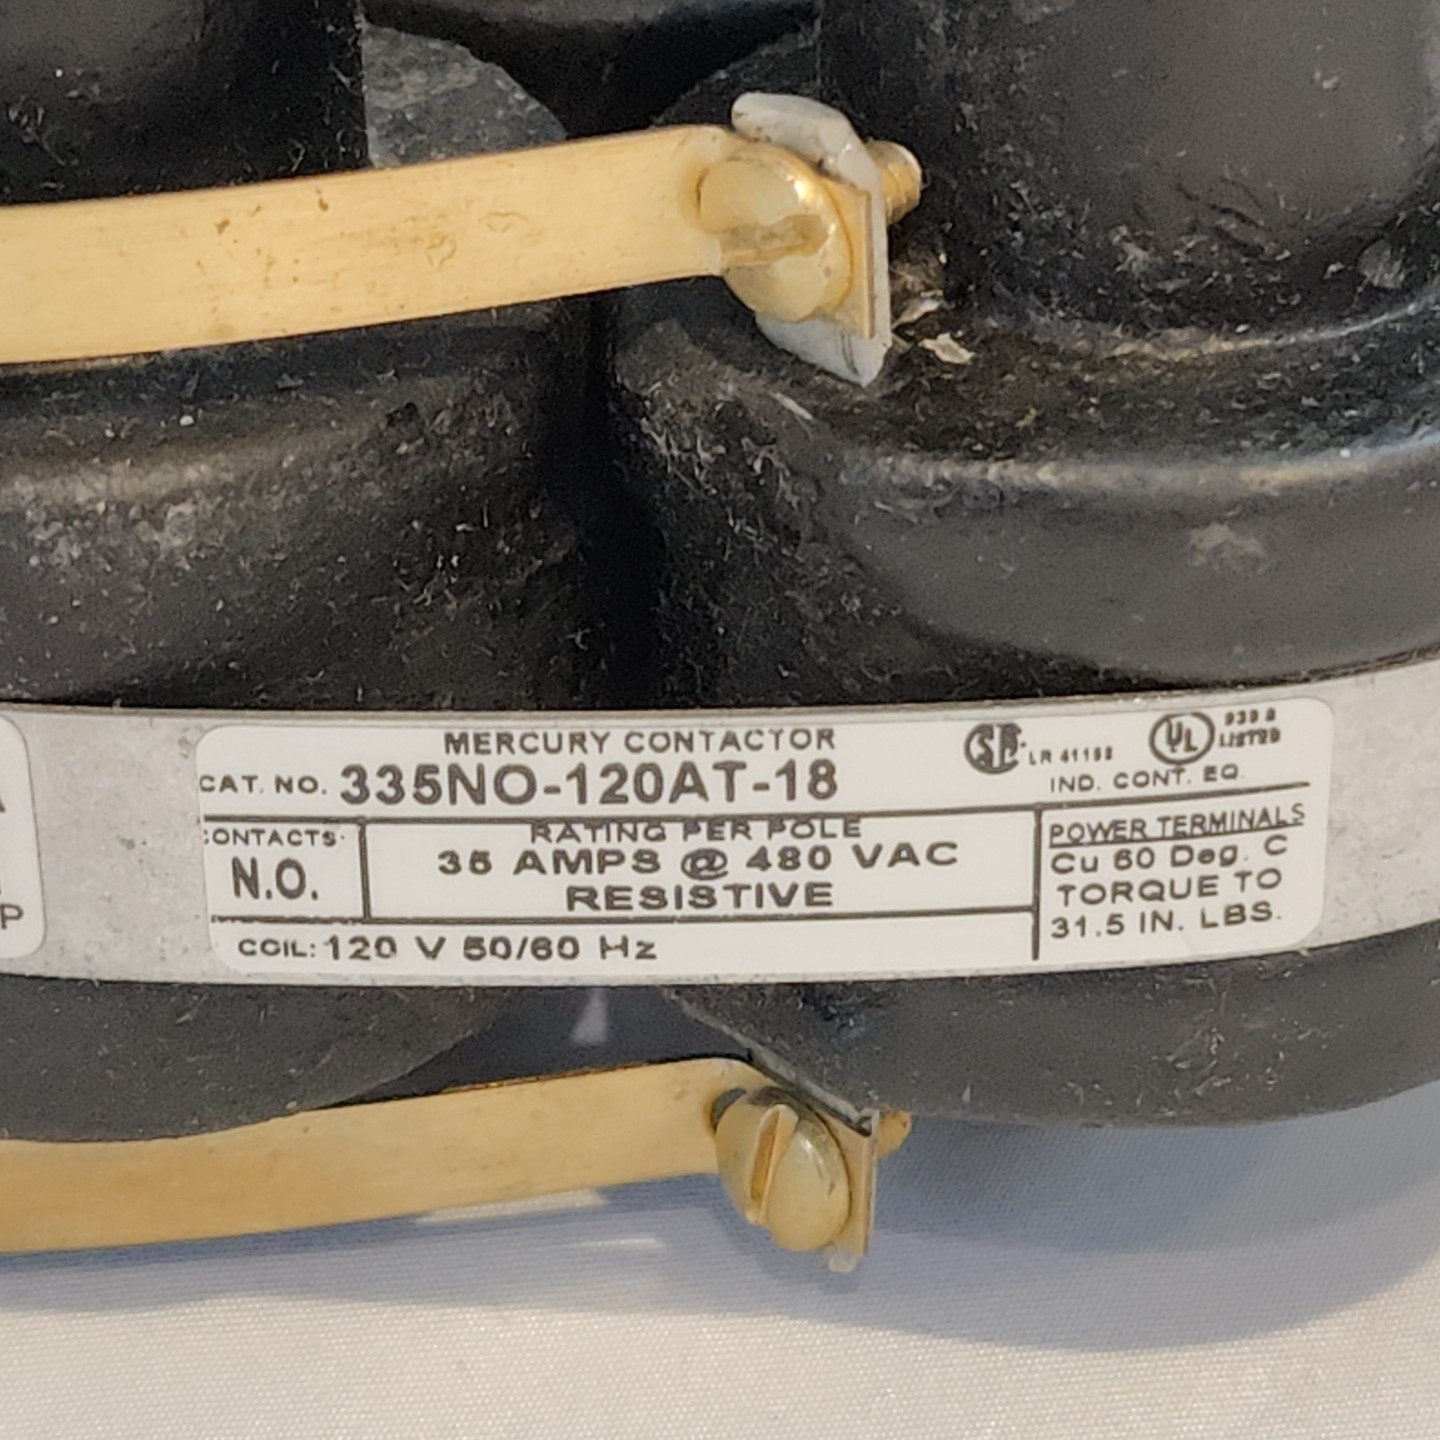 MERCURY CONTACTOR
CAT. NO. 335NO-120AT-18
LR 41198
UL
LISTED
IND. CONT. EQ
CONTACTS
N.O.
RATING PER POLE
35 AMPS @ 480 VAC
RESISTIVE
COIL: 120 V 50/60 Hz
POWER TERMINALS
Cu 60 Deg. C
TORQUE TO
31.5 IN. LBS.
P